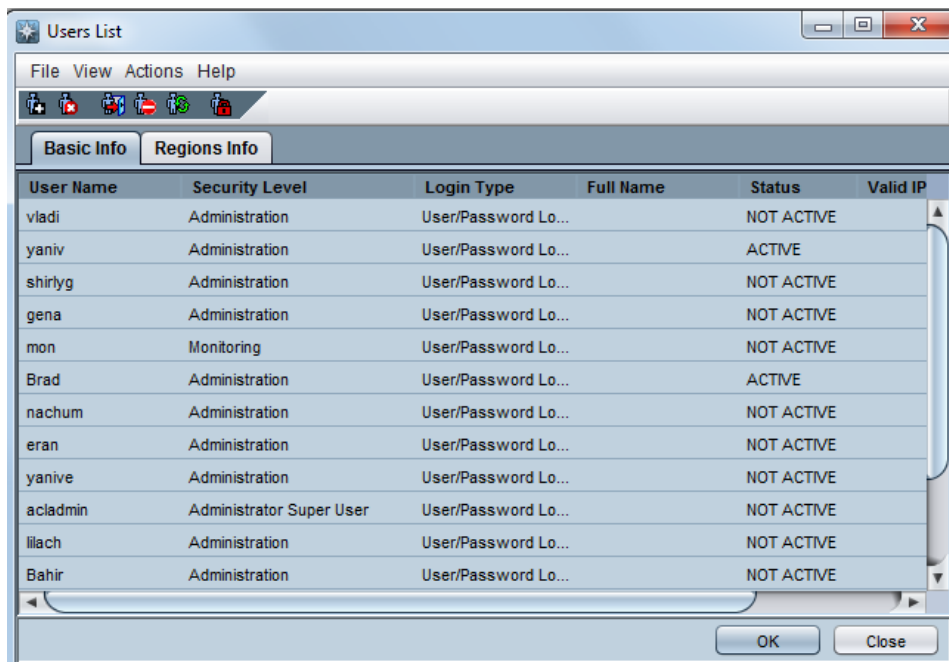 Users List
File View Actions Help
Basic Info Regions Info
User Name Security Level Login Type Full Name Status Valid IP
vladi Administration User/Password Lo... NOT ACTIVE
yaniv Administration User/Password Lo... ACTIVE
shirlyg Administration User/Password Lo... NOT ACTIVE
gena Administration User/Password Lo... NOT ACTIVE
mon Monitoring User/Password Lo... NOT ACTIVE
Brad Administration User/Password Lo... ACTIVE
nachum Administration User/Password Lo... NOT ACTIVE
eran Administration User/Password Lo... NOT ACTIVE
yanive Administration User/Password Lo... NOT ACTIVE
acladmin Administrator Super User User/Password Lo... NOT ACTIVE
lilach Administration User/Password Lo... NOT ACTIVE
Bahir Administration User/Password Lo... NOT ACTIVE
OK Close